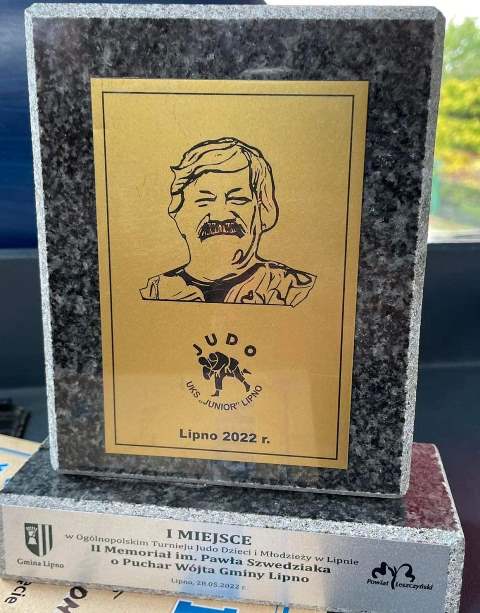 JUDO
UKS „JUNIOR" LIPNO
Lipno 2022 r.
I MIEJSCE
w Ogólnopolskim Turnieju Judo Dzieci i Młodzieży w Lipnie
II Memoriał im. Pawła Szwedziaka
o Puchar Wójta Gminy Lipno
Lipno, 28.05.2022 r.
Gmina Lipno
Powiat Leszczyński